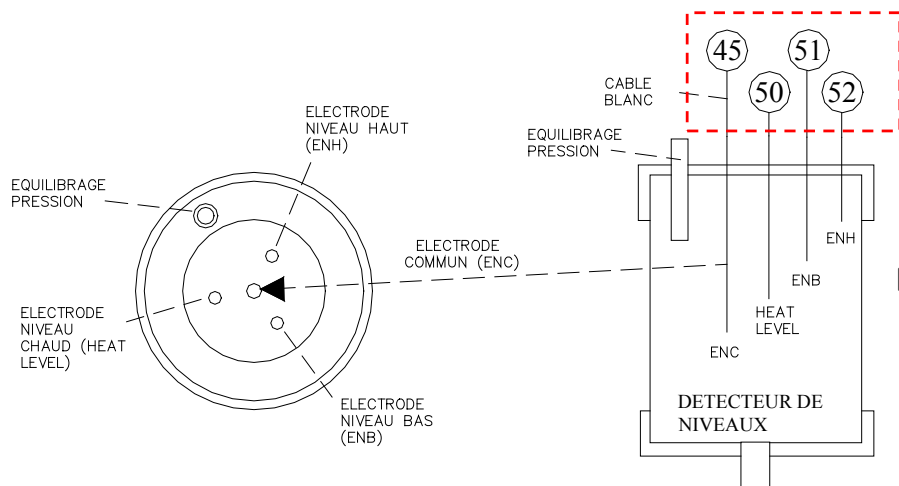 ELECTRODE
NIVEAU HAUT
(ENH)
EQUILIBRAGE
PRESSION
ELECTRODE
COMMUN (ENC)
ELECTRODE
NIVEAU
CHAUD (HEAT
LEVEL)
ELECTRODE
NIVEAU BAS
(ENB)
45
51
50
52
CABLE
BLANC
EQUILIBRAGE
PRESSION
ENH
ENB
HEAT
LEVEL
ENC
DETECTEUR DE
NIVEAUX